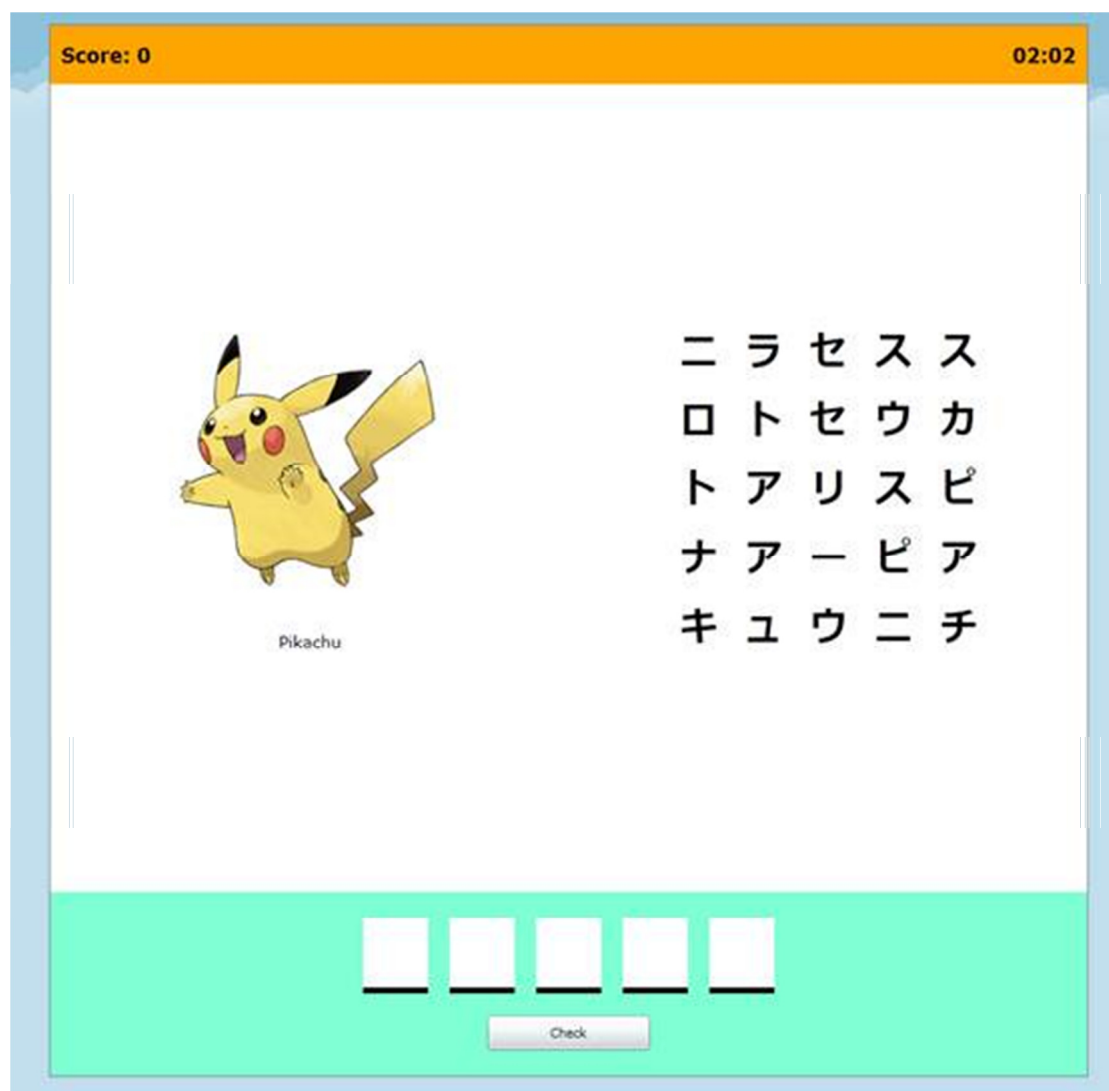 Score: 0 02:02
ニ ラ セ ス ス
ロ ト セ ウ カ
ト ア リ ス ピ
ナ ア ー ピ ア
キ ュ ウ ニ チ
Pikachu
Check